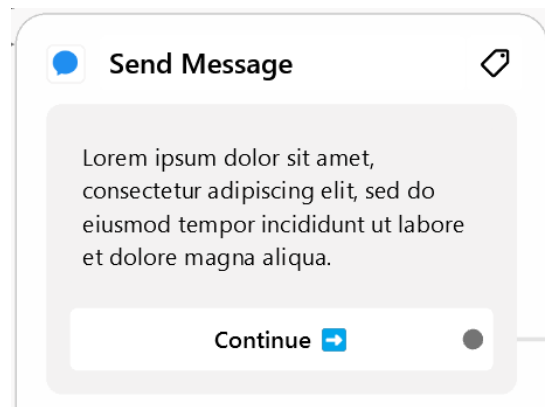 Send Message
Lorem ipsum dolor sit amet,
consectetur adipiscing elit, sed do
eiusmod tempor incididunt ut labore
et dolore magna aliqua.
Continue ➡️